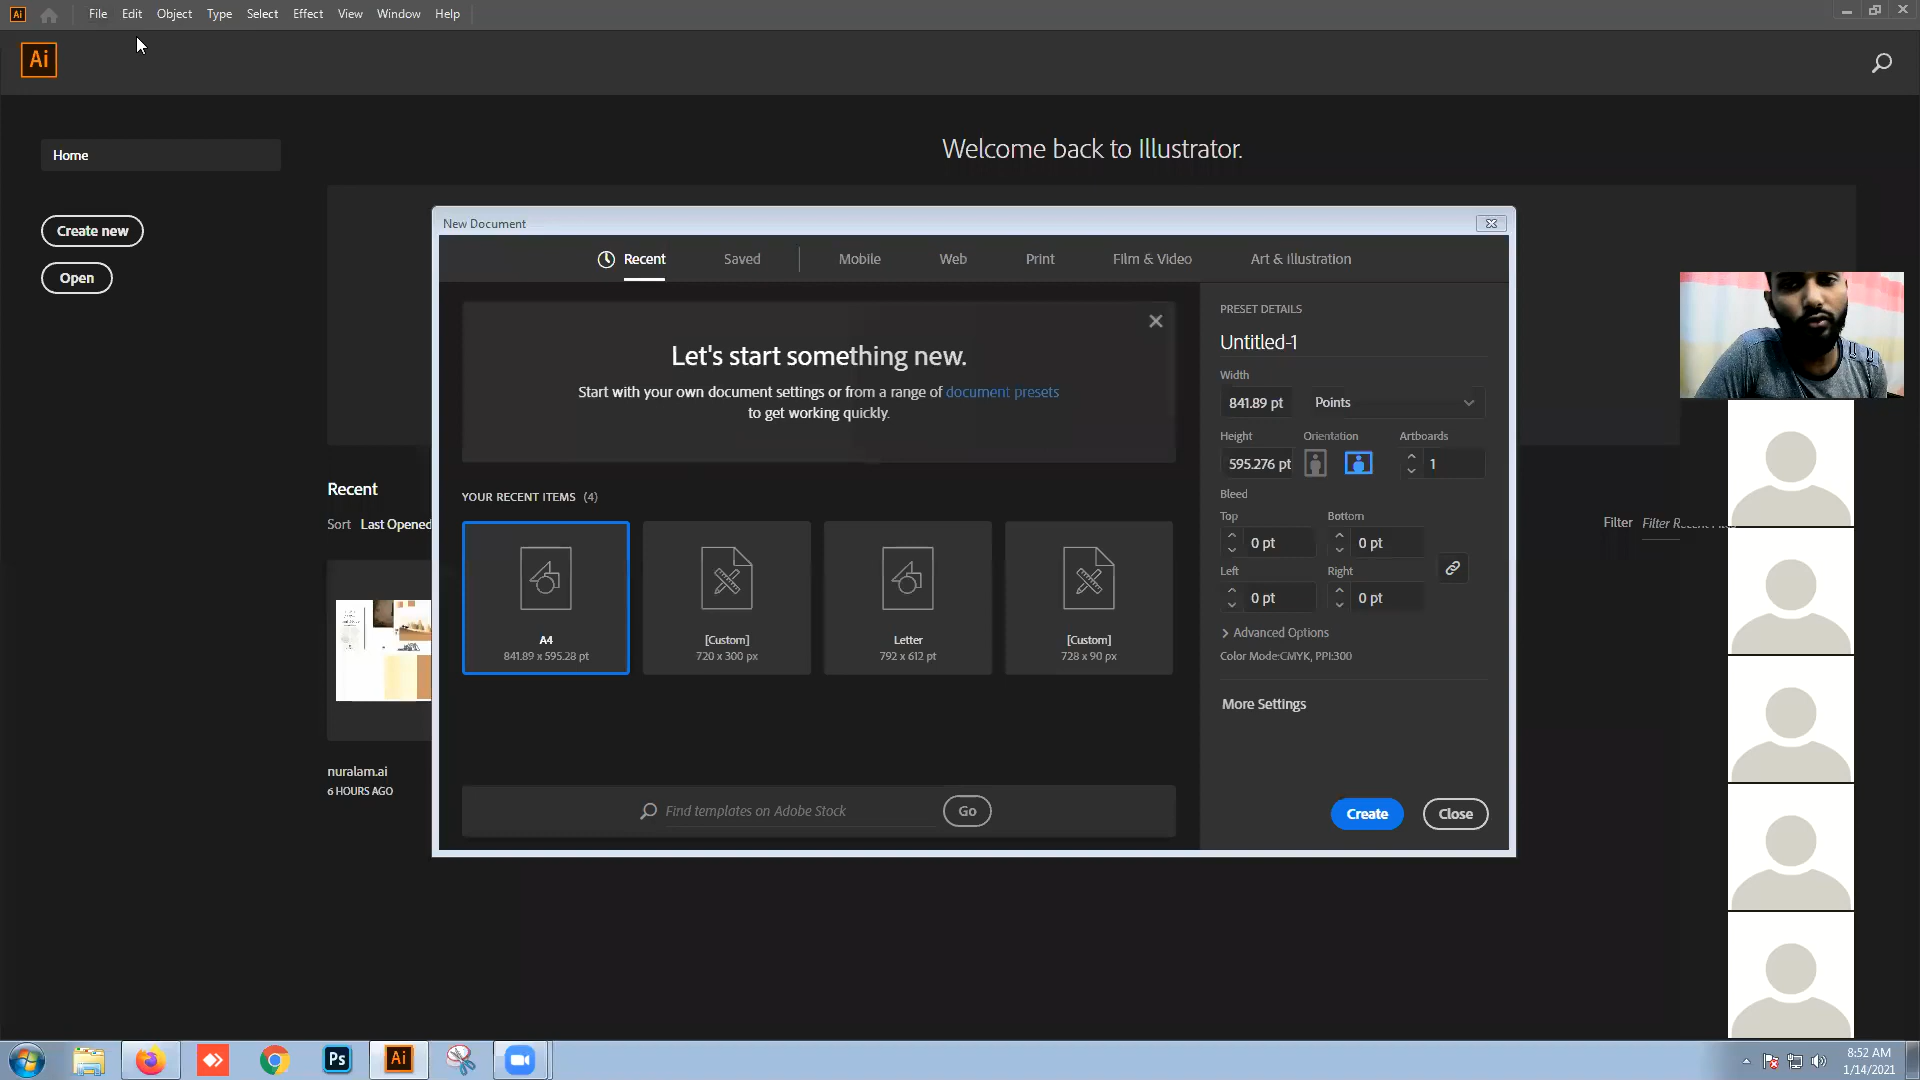 Ai
File Edit Object Type Select Effect View Window Help
Ai
Home
Create new
Open
Welcome back to Illustrator.
New Document
Recent Saved Mobile Web Print Film & Video Art & Illustration
Let's start something new.
Start with your own document settings or from a range of document presets
to get working quickly.
YOUR RECENT ITEMS (4)
A4
841.89 x 595.28 pt
[Custom]
720 x 300 px
Letter
792 x 612 pt
[Custom]
728 x 90 px
Find templates on Adobe Stock Go
PRESET DETAILS
Untitled-1
Width
841.89 pt Points
Height Orientation Artboards
595.276 pt 1
Bleed
Top Bottom
0 pt 0 pt
Left Right
0 pt 0 pt
Advanced Options
Color Mode:CMYK, PPI:300
More Settings
Create Close
Recent
Sort Last Opened
Filter Filter
nuralam.ai
6 HOURS AGO
Ps
Ai
8:52 AM
1/14/2021